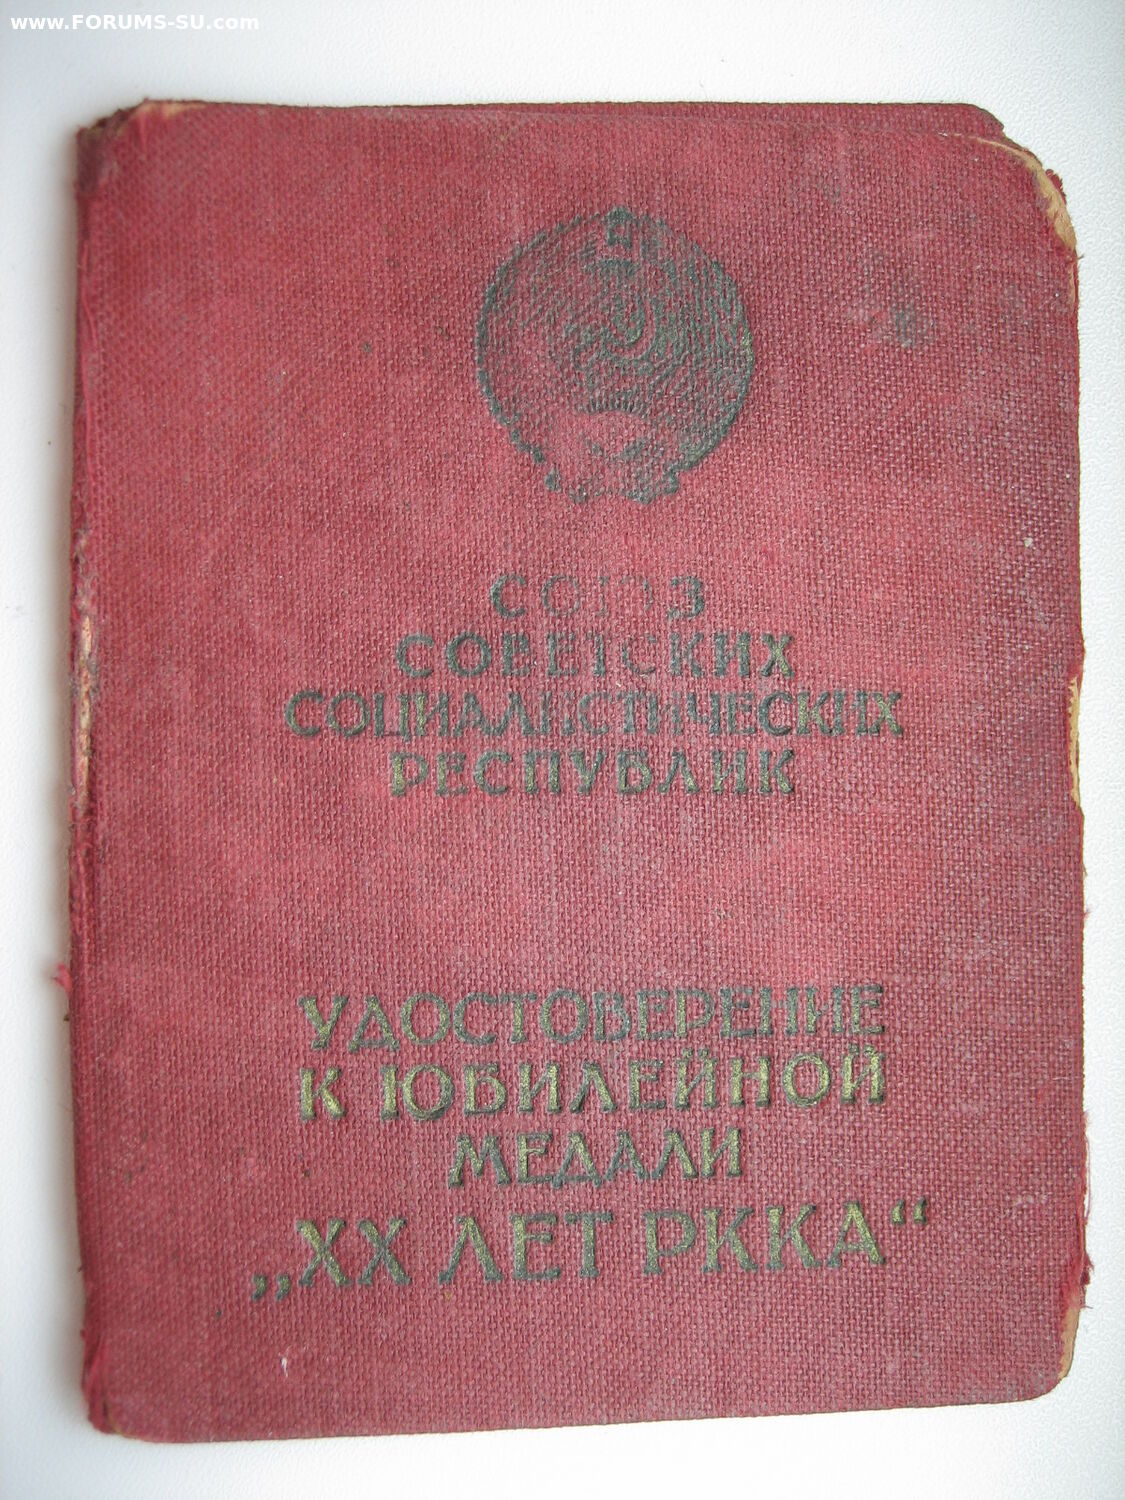 www.FORUMS-SU.com
СОЮЗ
СОВЕТСКИХ
СОЦИАЛИСТИЧЕСКИХ
РЕСПУБЛИК
УДОСТОВЕРЕНИЕ
К ЮБИЛЕЙНОЙ
МЕДАЛИ
„XX ЛЕТ РККА“